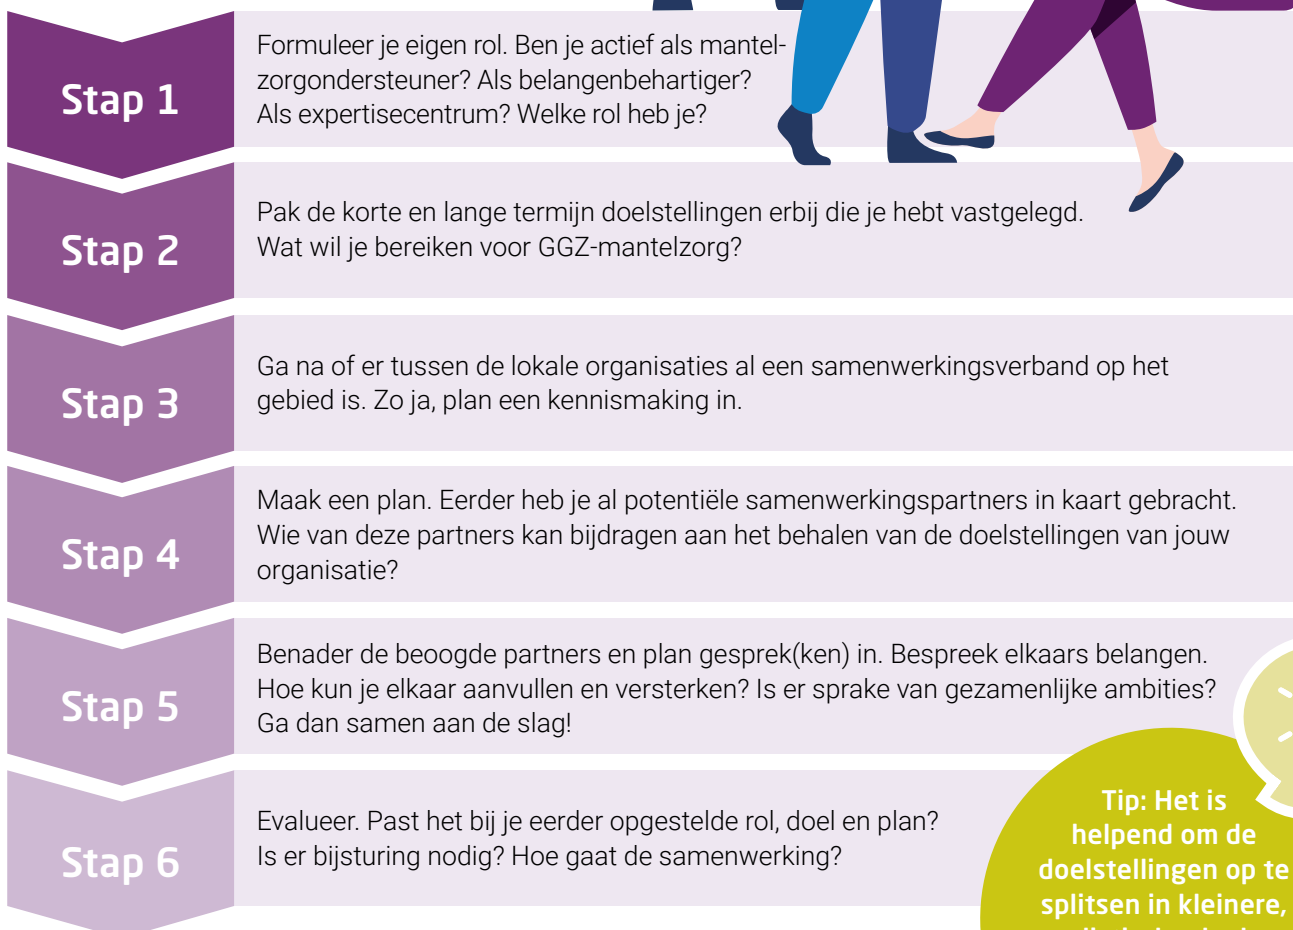 Stap 1
Formuleer je eigen rol. Ben je actief als mantel-
zorgondersteuner? Als belangenbehartiger?
Als expertisecentrum? Welke rol heb je?
Stap 2
Pak de korte en lange termijn doelstellingen erbij die je hebt vastgelegd.
Wat wil je bereiken voor GGZ-mantelzorg?
Stap 3
Ga na of er tussen de lokale organisaties al een samenwerkingsverband op het
gebied is. Zo ja, plan een kennismaking in.
Stap 4
Maak een plan. Eerder heb je al potentiële samenwerkingspartners in kaart gebracht.
Wie van deze partners kan bijdragen aan het behalen van de doelstellingen van jouw
organisatie?
Stap 5
Benader de beoogde partners en plan gesprek(ken) in. Bespreek elkaars belangen.
Hoe kun je elkaar aanvullen en versterken? Is er sprake van gezamenlijke ambities?
Ga dan samen aan de slag!
Stap 6
Evalueer. Past het bij je eerder opgestelde rol, doel en plan?
Is er bijsturing nodig? Hoe gaat de samenwerking?
Tip: Het is
helpend om de
doelstellingen op te
splitsen in kleinere,